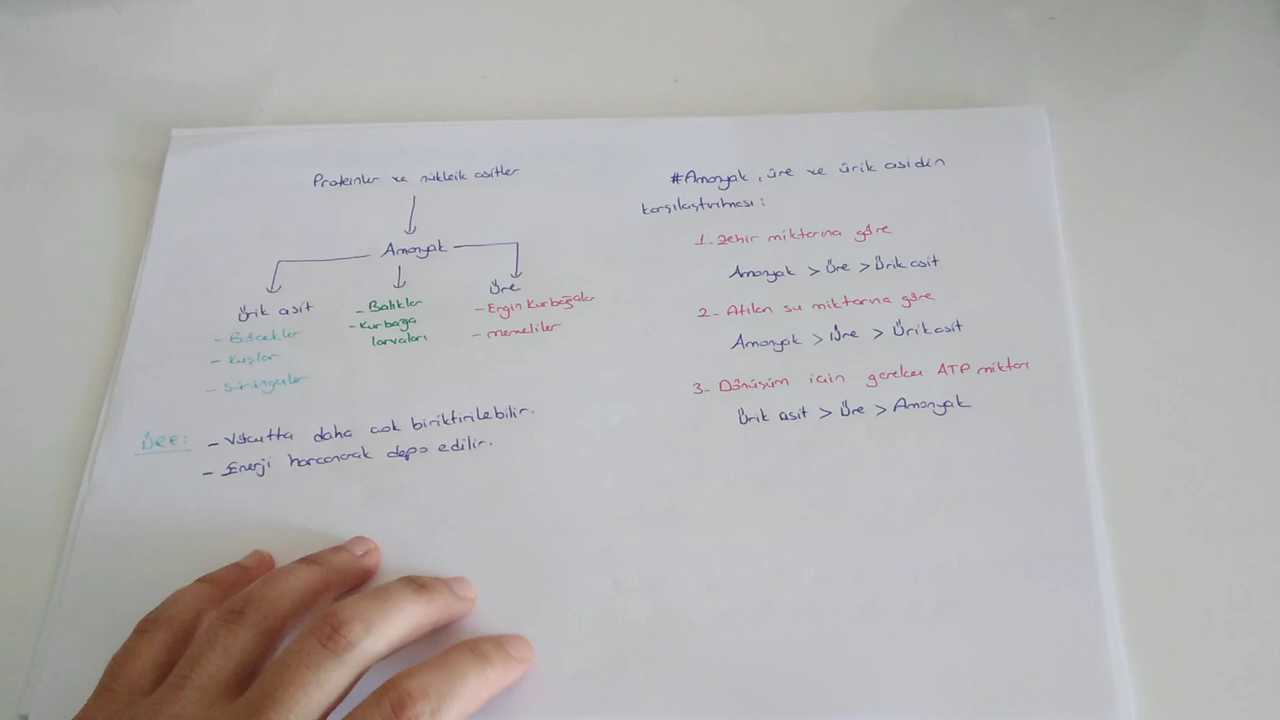 Proteinler ve nükleik asitler
Amonyak
Ürik asit
- Böcekler
- Kuşlar
- Sürüngenler
- Balıklar
- Kurbağa
larvaları
Üre
- Ergin Kurbağalar
- memeliler
ÜRE: - Vücutta daha çok biriktirilebilir.
- Enerji harcanarak depo edilir.
#Amonyak, üre ve ürik asidin
karşılaştırılması:
1- Zehir miktarına göre
Amonyak > Üre > Ürik asit
2- Atılan su miktarına göre
Amonyak > Üre > Ürik asit
3- Dönüşüm için gereken ATP miktarı
Ürik asit > Üre > Amonyak